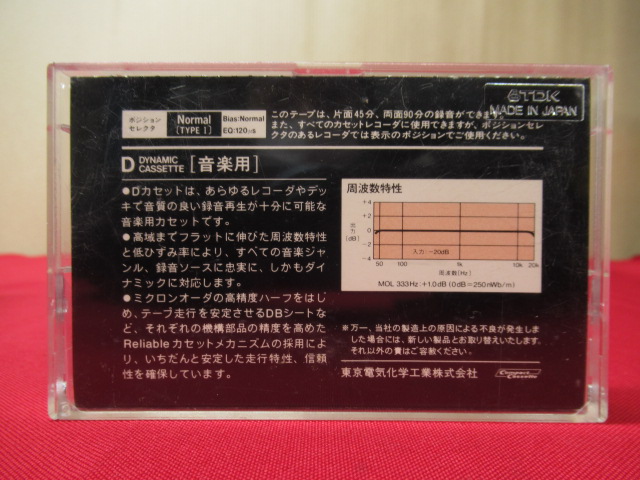 TDK
MADE IN JAPAN
ポジション
セレクタ
Normal
[TYPE I]
Bias:Normal
EQ:120μs
このテープは、片面45分、両面90分の録音ができます。
また、すべてのカセットレコーダに使用できますが、ポジションセレ
クタのあるレコーダでは表示のポジションでご使用ください。
D DYNAMIC
CASSETTE [音楽用]
●Dカセットは、あらゆるレコーダやデッ
キで音質の良い録音再生が十分に可能な
音楽用カセットです。
●高域までフラットに伸びた周波数特性
と低ひずみ率により、すべての音楽ジャ
ンル、録音ソースに忠実に、しかもダイ
ナミックに対応します。
●ミクロンオーダの高精度ハーフをはじ
め、テープ走行を安定させるDBシートな
ど、それぞれの機構部品の精度を高めた
Reliableカセットメカニズムの採用によ
り、いちだんと安定した走行特性、信頼
性を確保しています。
周波数特性
+4
+2
0
-2
-4
出力
[dB]
入力:-20dB
50 100 1k 10k 20k
周波数[Hz]
MOL 333Hz:+1.0dB (0dB=250nWb/m)
※万一、当社の製造上の原因による不良が発生しま
した場合には、新しい製品とお取り替えいたします。
それ以外の責はご容赦ください。
東京電気化学工業株式会社
Compact
Cassette